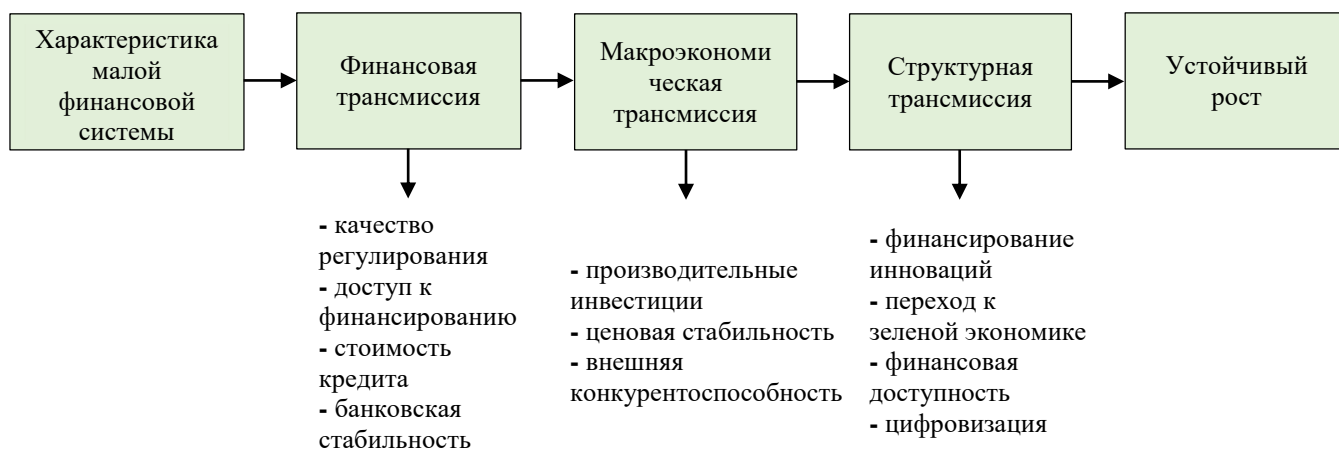 Характеристика
малой
финансовой
системы
Финансовая
трансмиссия
Макроэкономи
ческая
трансмиссия
Структурная
трансмиссия
Устойчивый
рост
- качество
регулирования
- доступ к
финансированию
- стоимость
кредита
- банковская
стабильность
- производительные
инвестиции
- ценовая стабильность
- внешняя
конкурентоспособность
- финансирование
инноваций
- переход к
зеленой экономике
- финансовая
доступность
- цифровизация